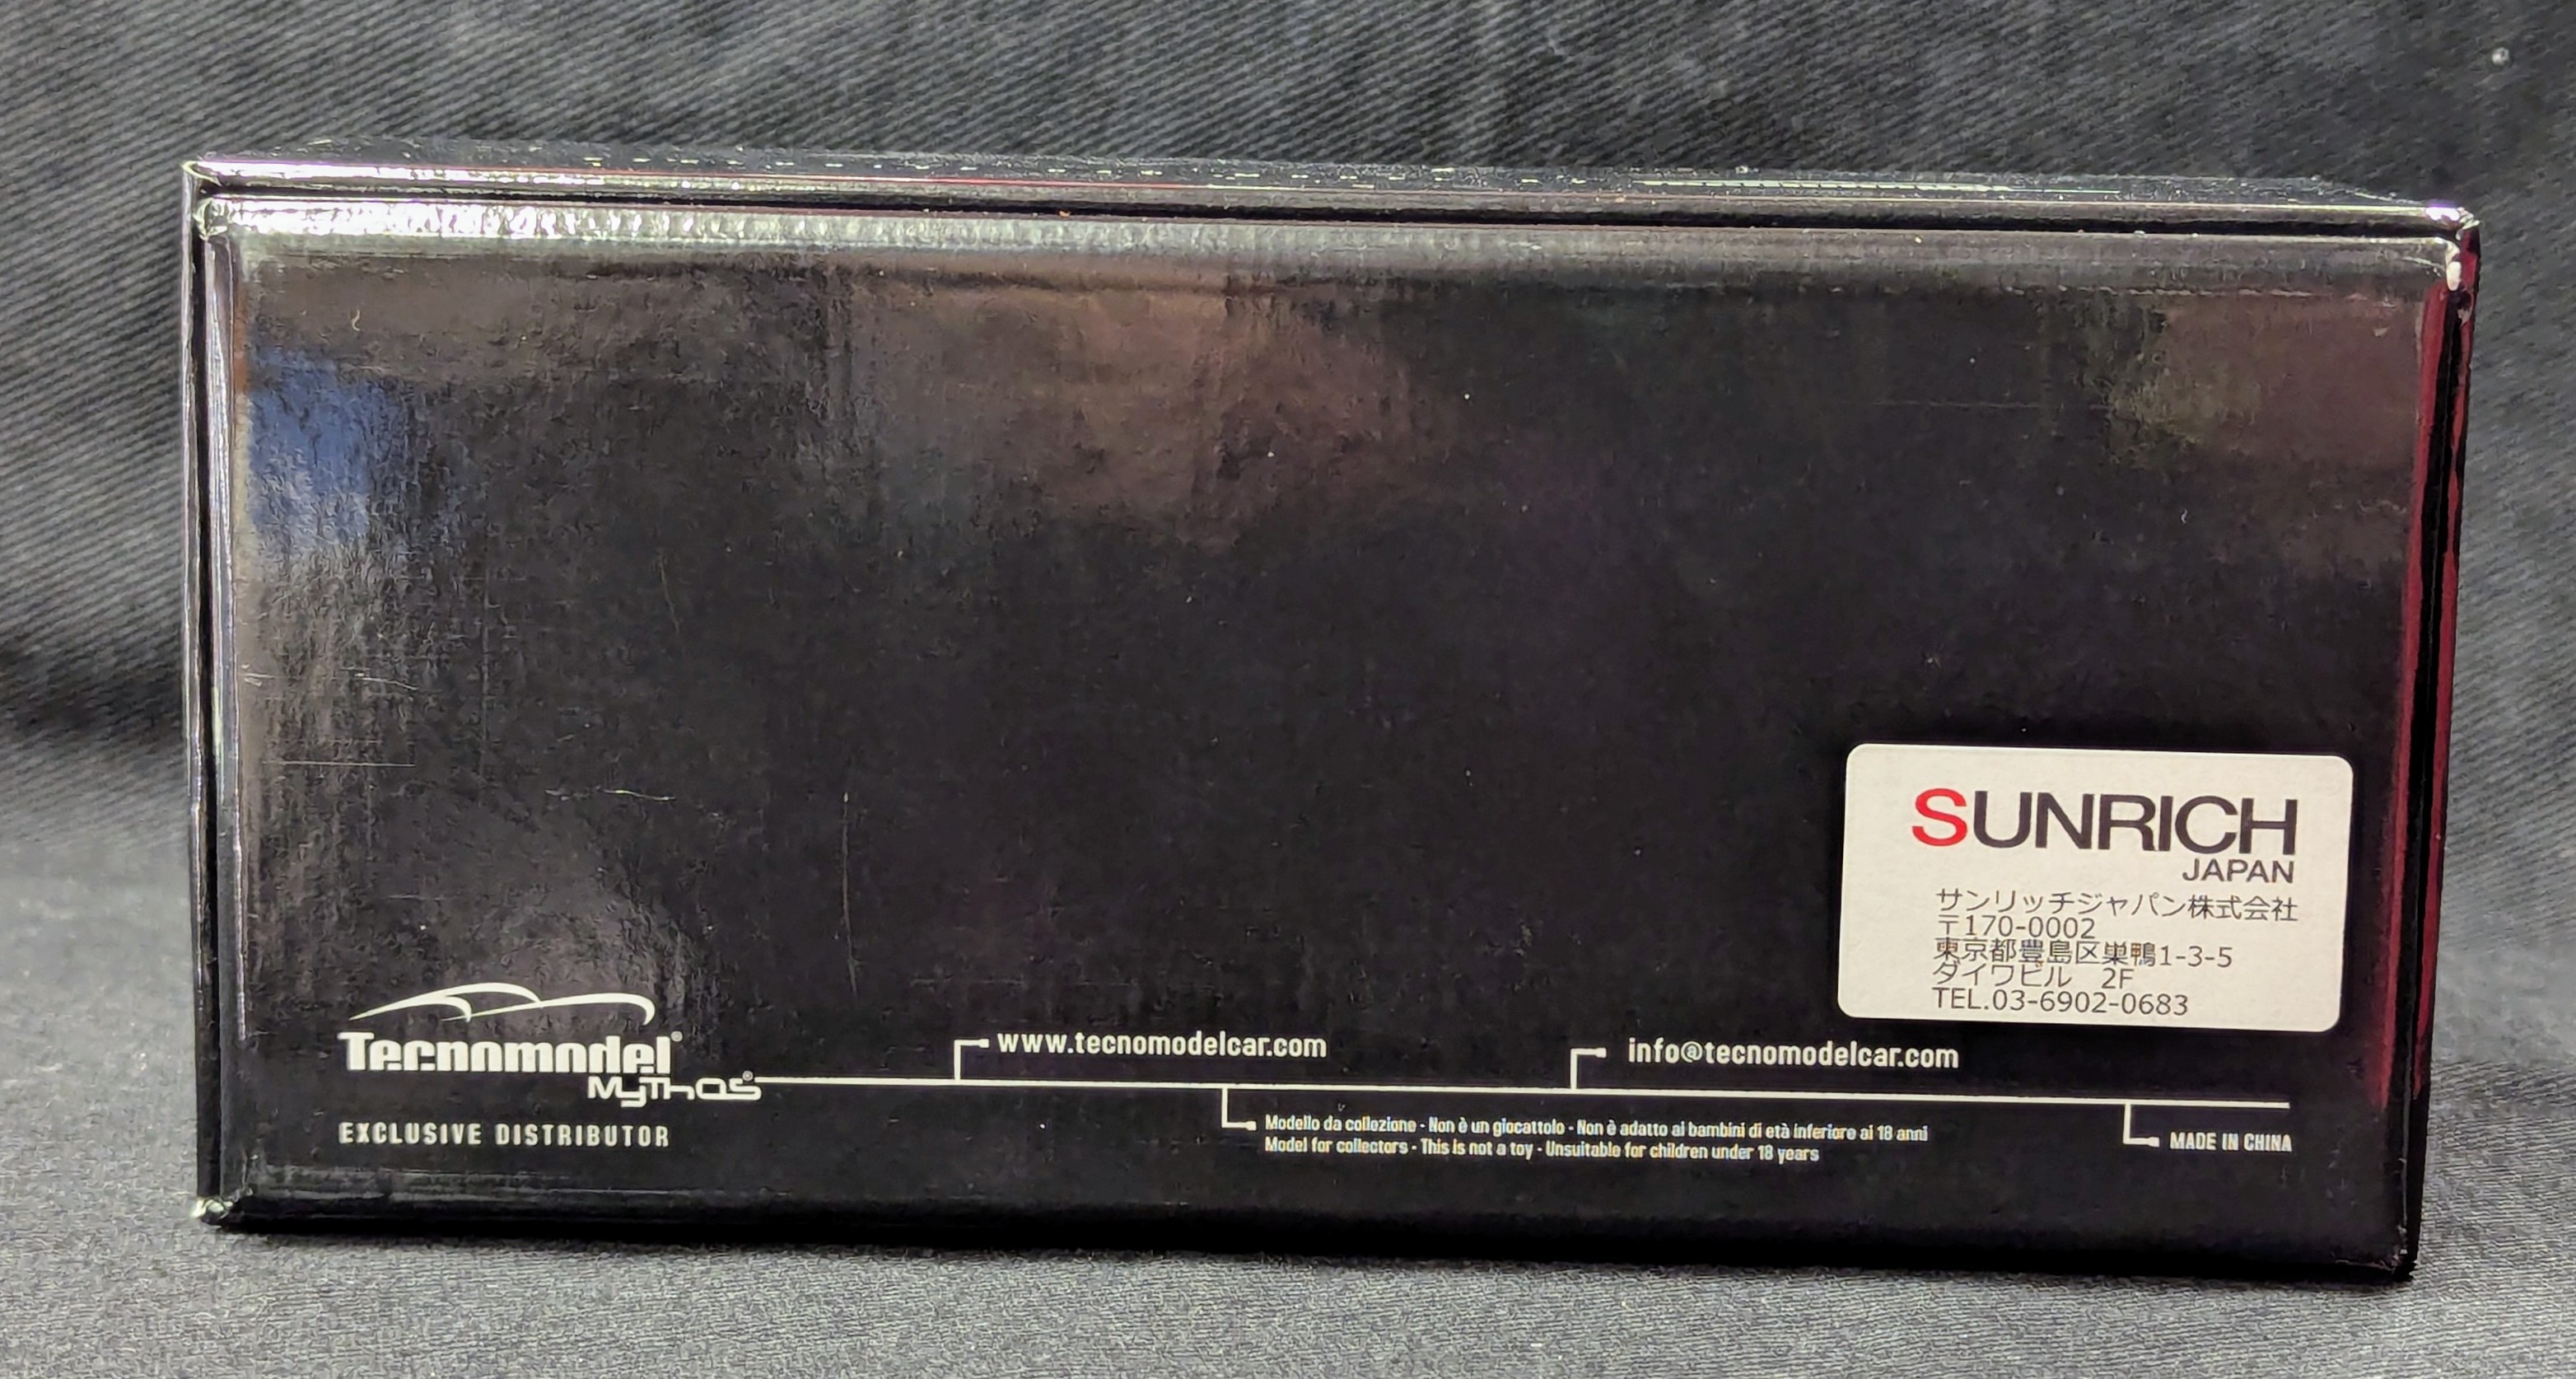 SUNRICH
JAPAN
サンリッチジャパン株式会社
〒170-0002
東京都豊島区巣鴨1-3-5
ダイワビル　2F
TEL.03-6902-0683
Tecnomodel®
Mythos®
EXCLUSIVE DISTRIBUTOR
www.tecnomodelcar.com
info@tecnomodelcar.com
Modello da collezione - Non è un giocattolo - Non è adatto ai bambini di età inferiore ai 18 anni
Model for collectors - This is not a toy - Unsuitable for children under 18 years
MADE IN CHINA